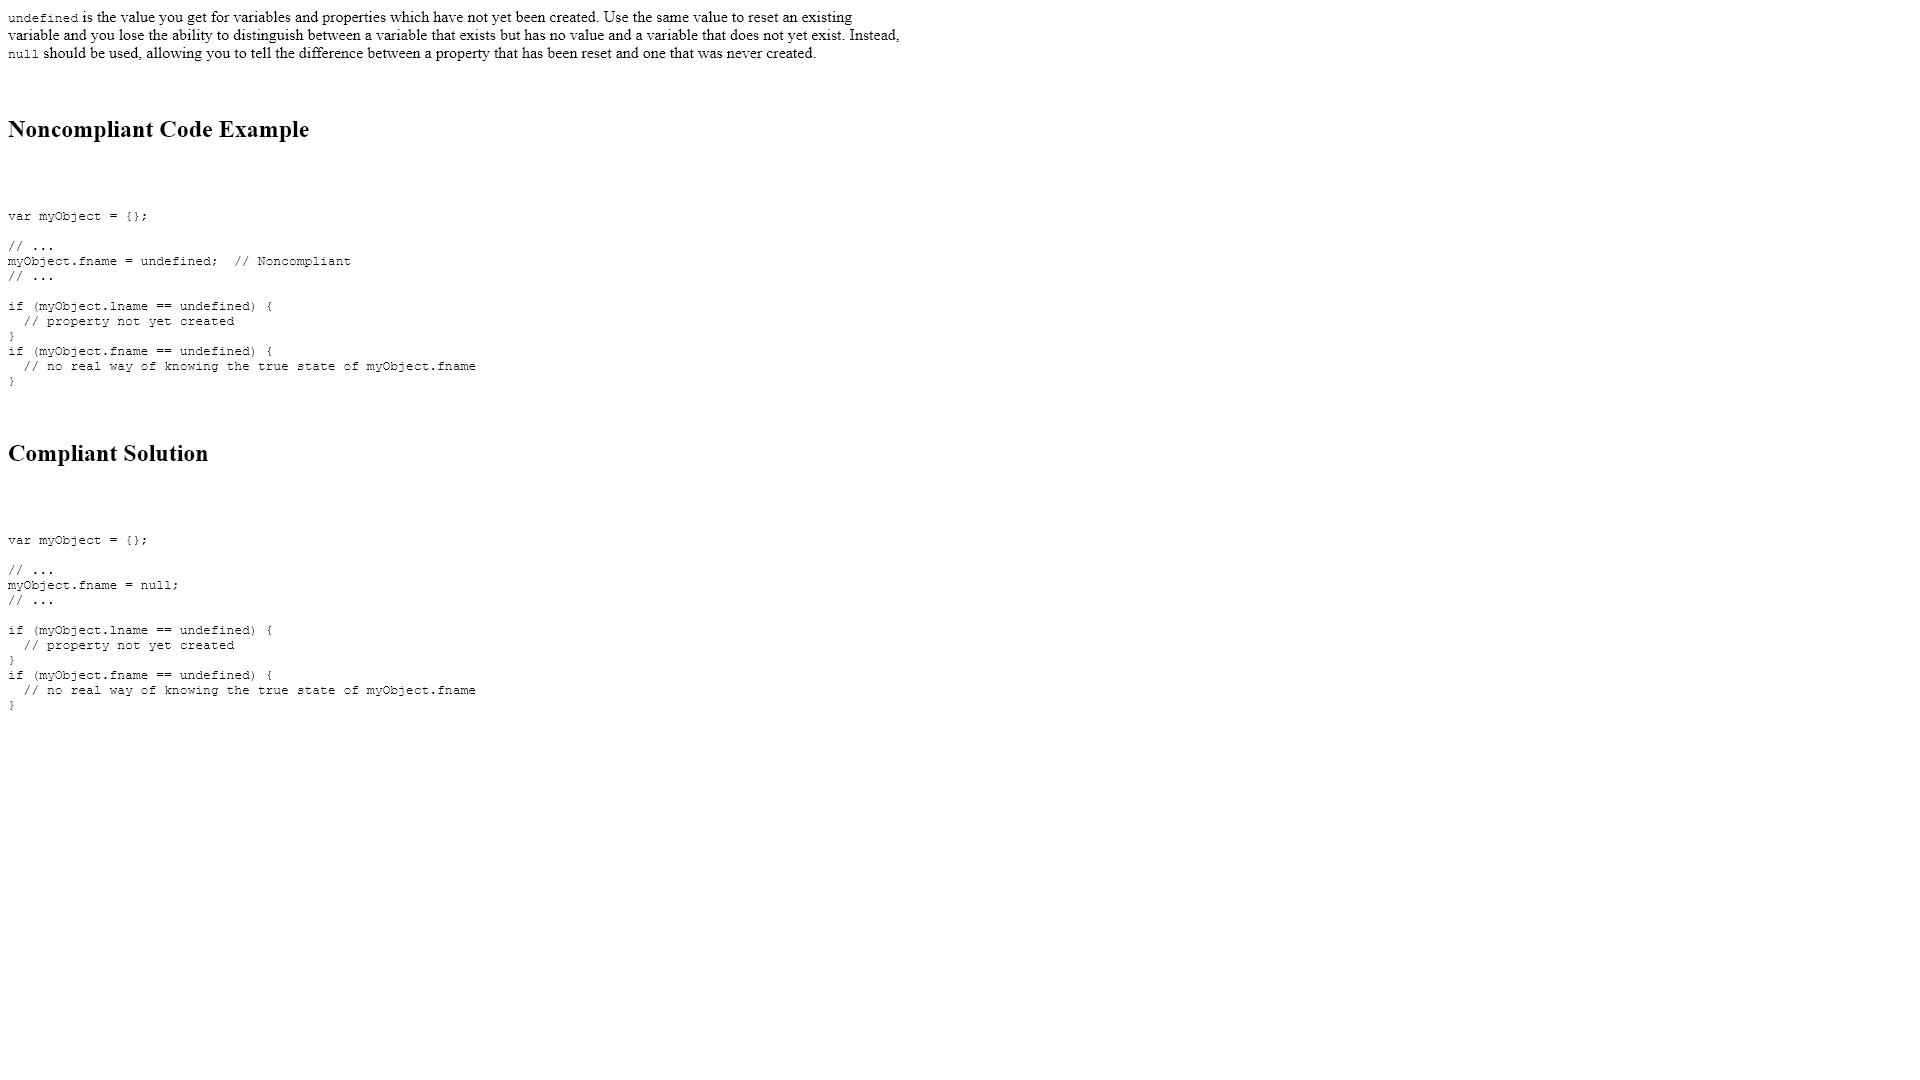 undefined is the value you get for variables and properties which have not yet been created. Use the same value to reset an existing
variable and you lose the ability to distinguish between a variable that exists but has no value and a variable that does not yet exist. Instead,
null should be used, allowing you to tell the difference between a property that has been reset and one that was never created.
Noncompliant Code Example
var myObject = {};
// ...
myObject.fname = undefined;  // Noncompliant
// ...
if (myObject.lname == undefined) {
  // property not yet created
}
if (myObject.fname == undefined) {
  // no real way of knowing the true state of myObject.fname
}
Compliant Solution
var myObject = {};
// ...
myObject.fname = null;
// ...
if (myObject.lname == undefined) {
  // property not yet created
}
if (myObject.fname == undefined) {
  // no real way of knowing the true state of myObject.fname
}